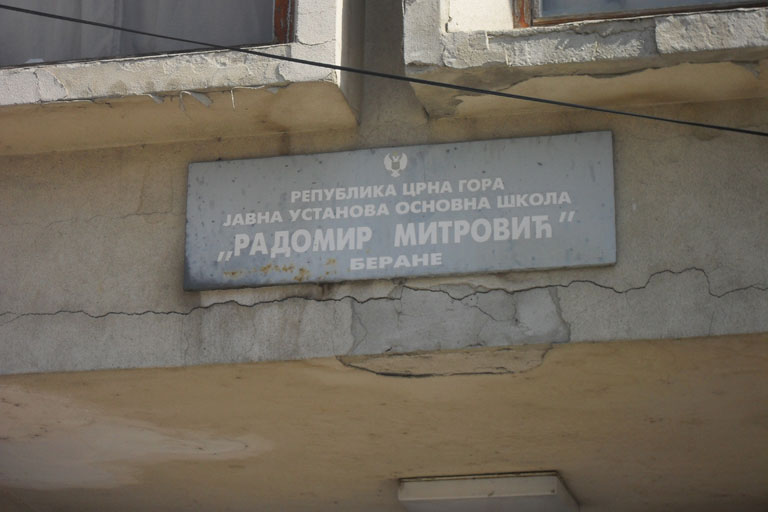 РЕПУБЛИКА ЦРНА ГОРА
ЈАВНА УСТАНОВА ОСНОВНА ШКОЛА
„РАДОМИР МИТРОВИЋ”
БЕРАНЕ